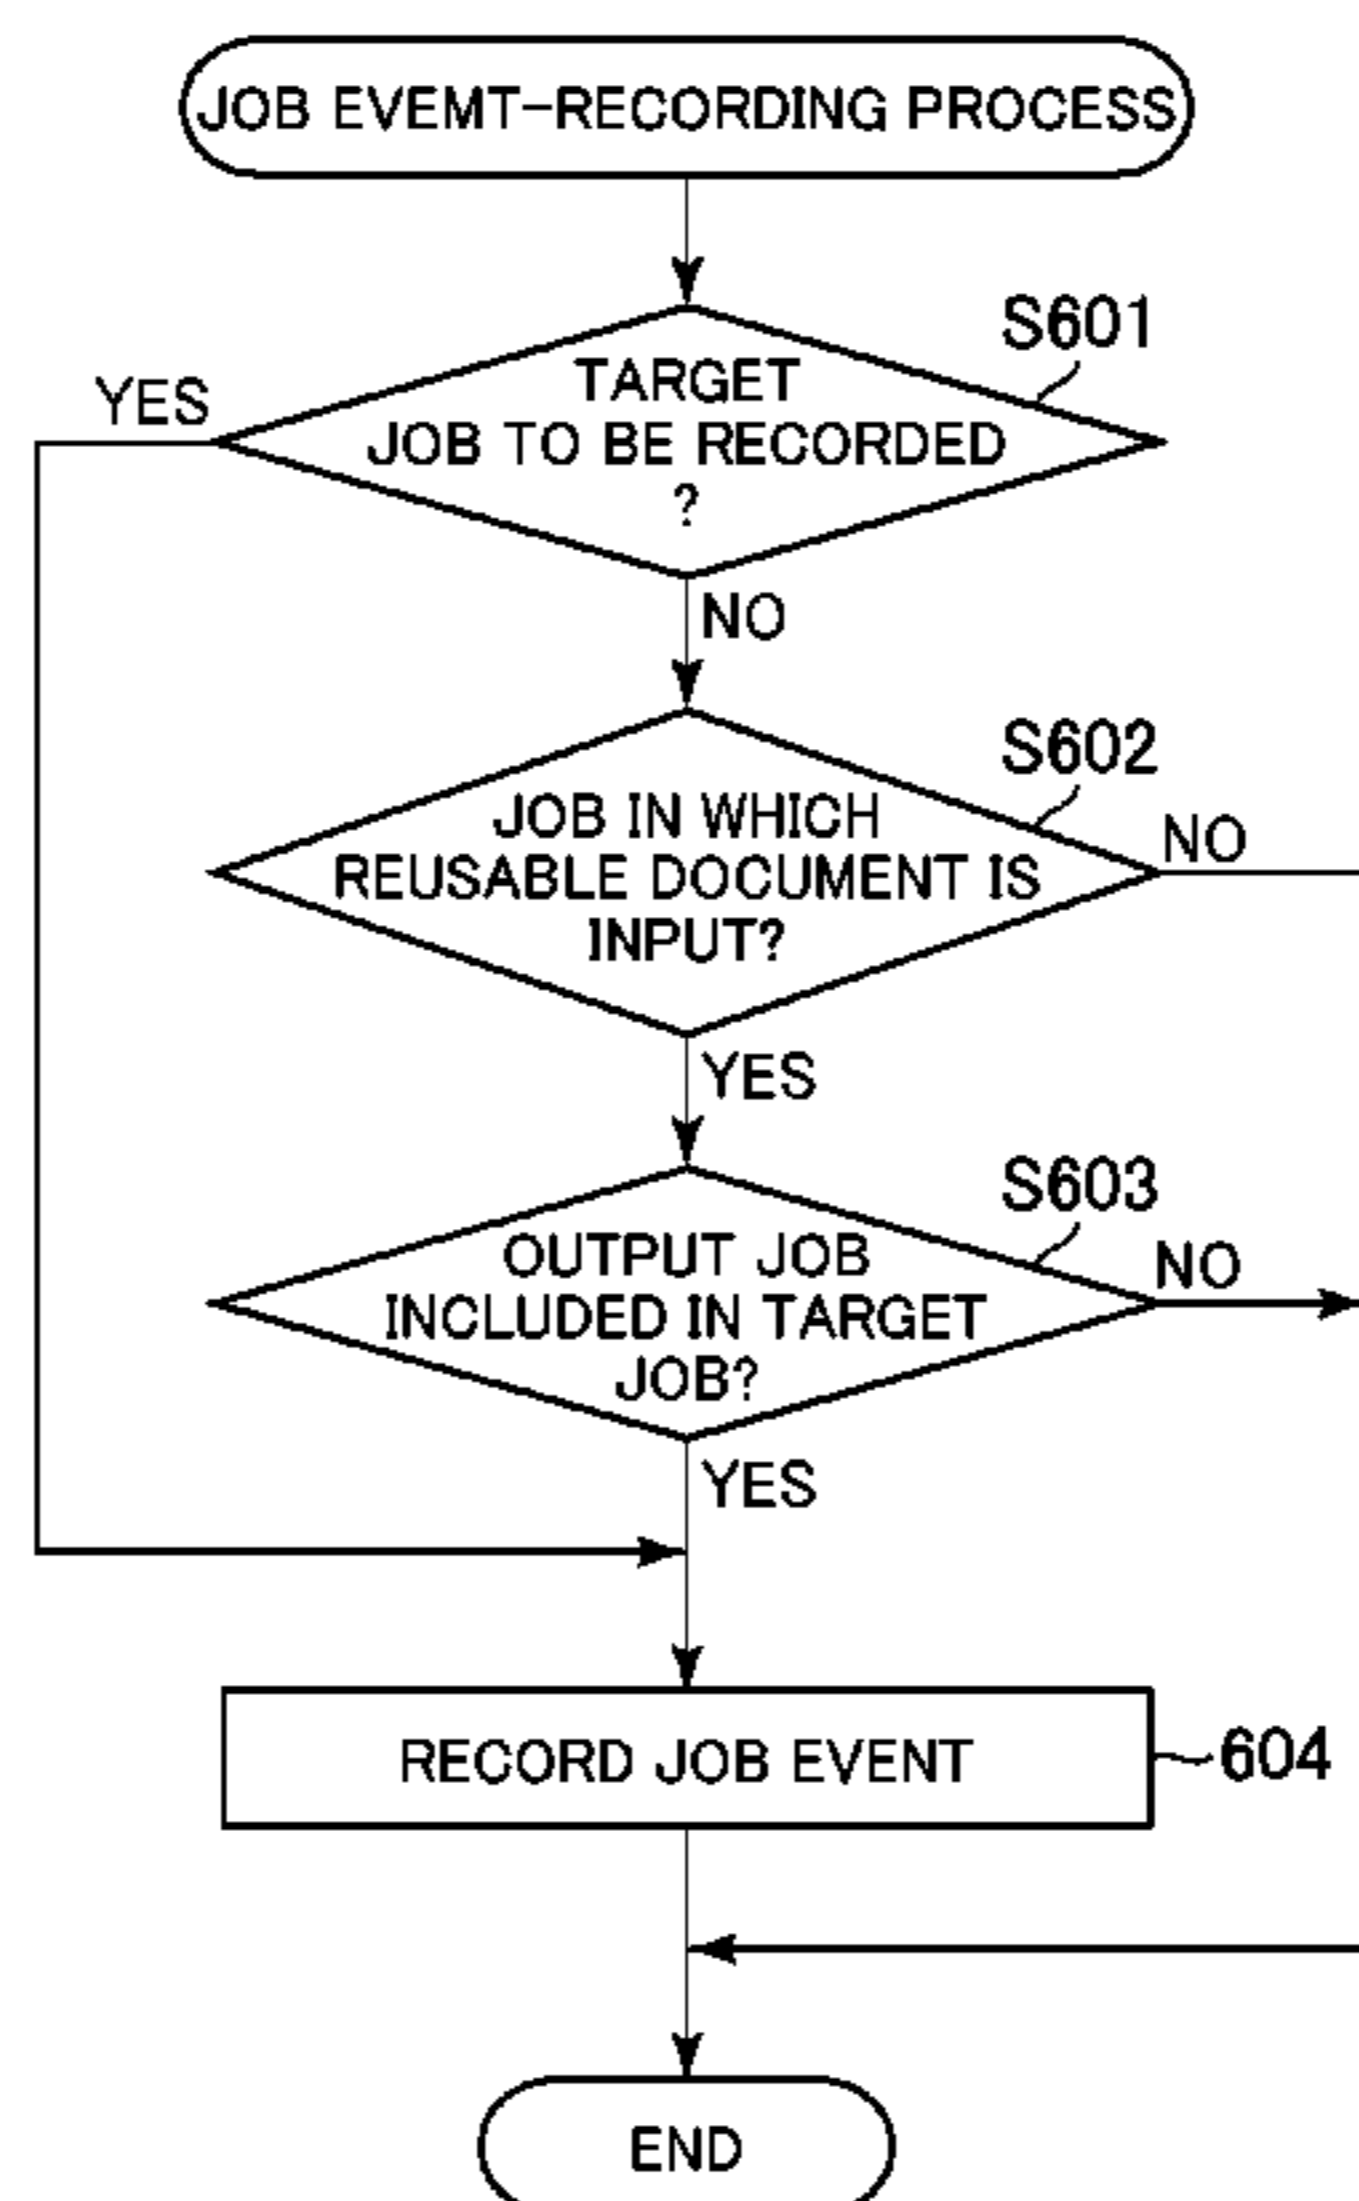 JOB EVEMT-RECORDING PROCESS
S601
YES
TARGET
JOB TO BE RECORDED
?
NO
S602
JOB IN WHICH
REUSABLE DOCUMENT IS
INPUT?
NO
YES
S603
OUTPUT JOB
INCLUDED IN TARGET
JOB?
NO
YES
RECORD JOB EVENT
604
END